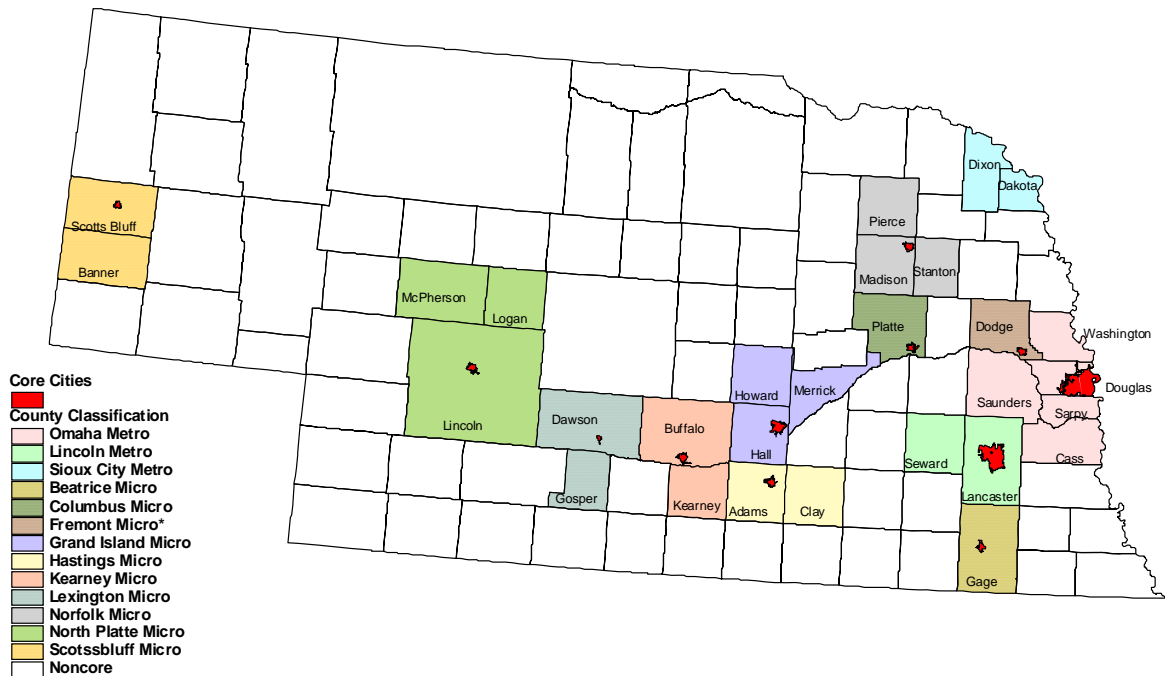 Dixon
Dakota
Pierce
Scotts Bluff
Banner
Madison
Stanton
McPherson
Logan
Platte
Dodge
Washington
Core Cities
Douglas
Howard
Merrick
Saunders
Sarpy
County Classification
Lincoln
Dawson
Buffalo
Hall
Seward
Cass
Gosper
Kearney
Adams
Clay
Lancaster
Gage
Omaha Metro
Lincoln Metro
Sioux City Metro
Beatrice Micro
Columbus Micro
Fremont Micro*
Grand Island Micro
Hastings Micro
Kearney Micro
Lexington Micro
Norfolk Micro
North Platte Micro
Scotssbluff Micro
Noncore